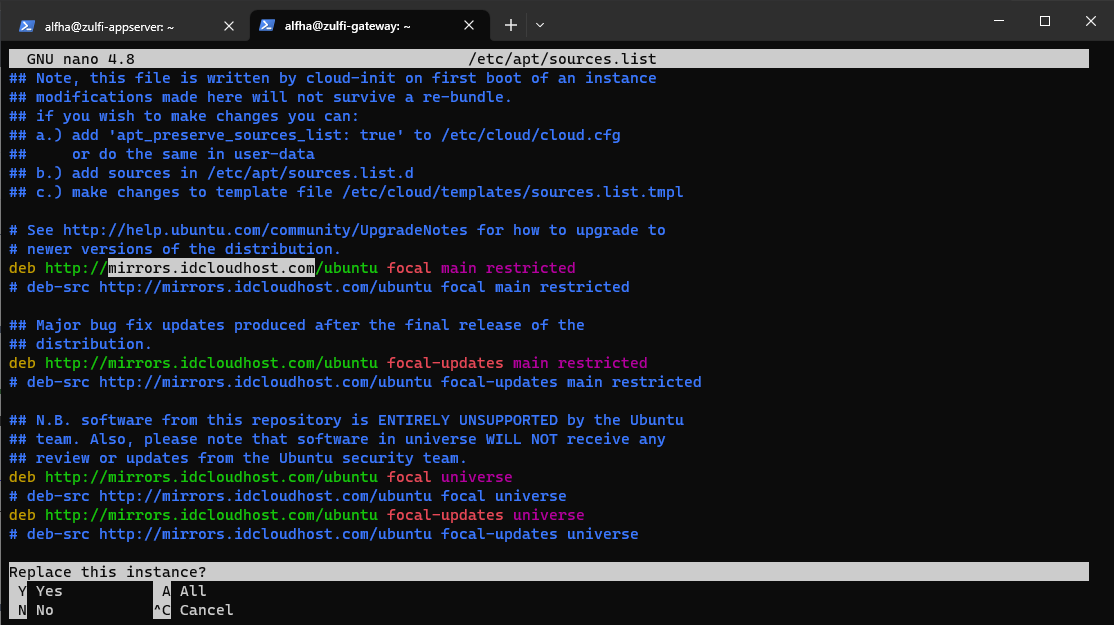 alfha@zulfi-appserver: ~
alfha@zulfi-gateway: ~
GNU nano 4.8 /etc/apt/sources.list
## Note, this file is written by cloud-init on first boot of an instance
## modifications made here will not survive a re-bundle.
## if you wish to make changes you can:
## a.) add 'apt_preserve_sources_list: true' to /etc/cloud/cloud.cfg
##     or do the same in user-data
## b.) add sources in /etc/apt/sources.list.d
## c.) make changes to template file /etc/cloud/templates/sources.list.tmpl
# See http://help.ubuntu.com/community/UpgradeNotes for how to upgrade to
# newer versions of the distribution.
deb http://mirrors.idcloudhost.com/ubuntu focal main restricted
# deb-src http://mirrors.idcloudhost.com/ubuntu focal main restricted
## Major bug fix updates produced after the final release of the
## distribution.
deb http://mirrors.idcloudhost.com/ubuntu focal-updates main restricted
# deb-src http://mirrors.idcloudhost.com/ubuntu focal-updates main restricted
## N.B. software from this repository is ENTIRELY UNSUPPORTED by the Ubuntu
## team. Also, please note that software in universe WILL NOT receive any
## review or updates from the Ubuntu security team.
deb http://mirrors.idcloudhost.com/ubuntu focal universe
# deb-src http://mirrors.idcloudhost.com/ubuntu focal universe
deb http://mirrors.idcloudhost.com/ubuntu focal-updates universe
# deb-src http://mirrors.idcloudhost.com/ubuntu focal-updates universe
Replace this instance?
Y Yes A All
N No ^C Cancel